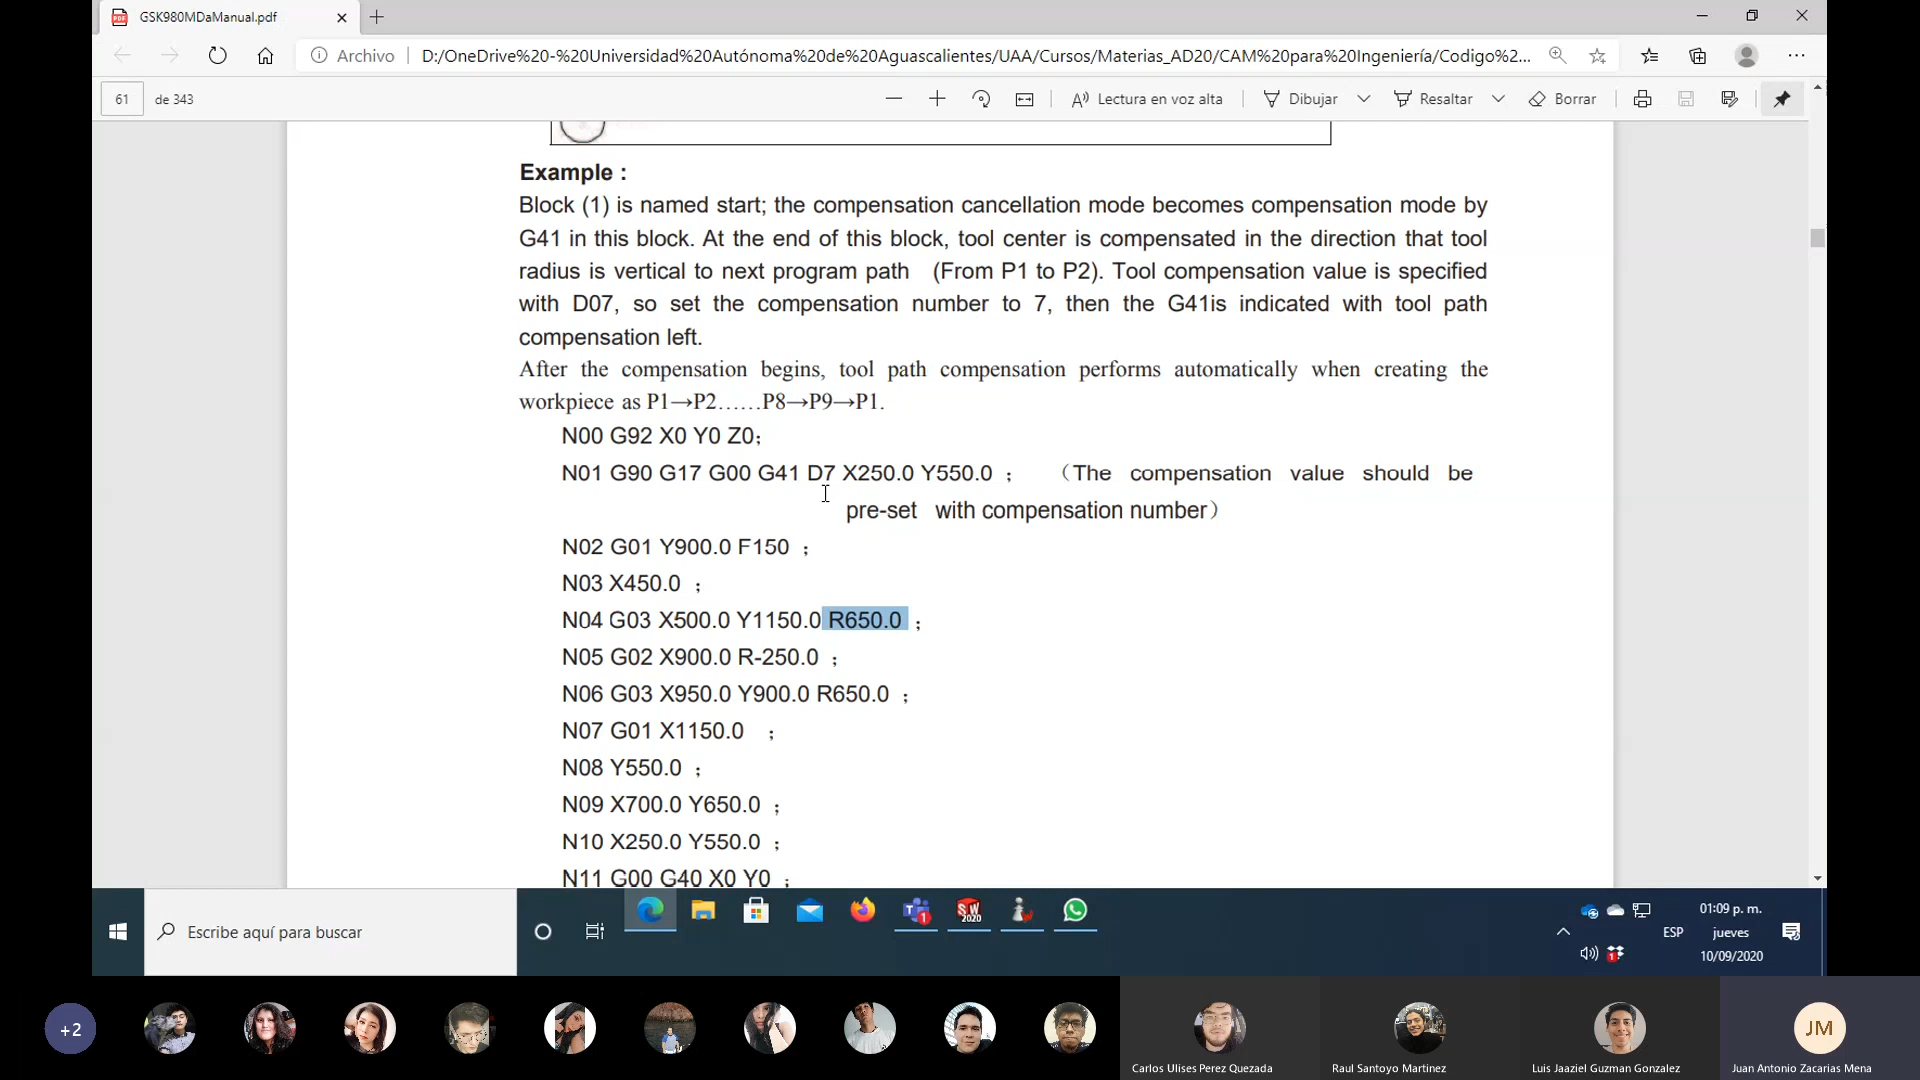 GSK980MDaManual.pdf
Archivo D:/OneDrive%20-%20Universidad%20Autónoma%20de%20Aguascalientes/UAA/Cursos/Materias_AD20/CAM%20para%20Ingeniería/Codigo%2...
61 de 343 Lectura en voz alta Dibujar Resaltar Borrar
Example :
Block (1) is named start; the compensation cancellation mode becomes compensation mode by
G41 in this block. At the end of this block, tool center is compensated in the direction that tool
radius is vertical to next program path (From P1 to P2). Tool compensation value is specified
with D07, so set the compensation number to 7, then the G41is indicated with tool path
compensation left.
After the compensation begins, tool path compensation performs automatically when creating the
workpiece as P1→P2……P8→P9→P1.
N00 G92 X0 Y0 Z0;
N01 G90 G17 G00 G41 D7 X250.0 Y550.0 ; （The compensation value should be
pre-set with compensation number）
N02 G01 Y900.0 F150 ;
N03 X450.0 ;
N04 G03 X500.0 Y1150.0 R650.0 ;
N05 G02 X900.0 R-250.0 ;
N06 G03 X950.0 Y900.0 R650.0 ;
N07 G01 X1150.0 ;
N08 Y550.0 ;
N09 X700.0 Y650.0 ;
N10 X250.0 Y550.0 ;
N11 G00 G40 X0 Y0 ;
Escribe aquí para buscar
SW
2020
ESP
01:09 p. m.
jueves
10/09/2020
+2
JM
Carlos Ulises Perez Quezada
Raul Santoyo Martinez
Luis Jaaziel Guzman Gonzalez
Juan Antonio Zacarias Mena